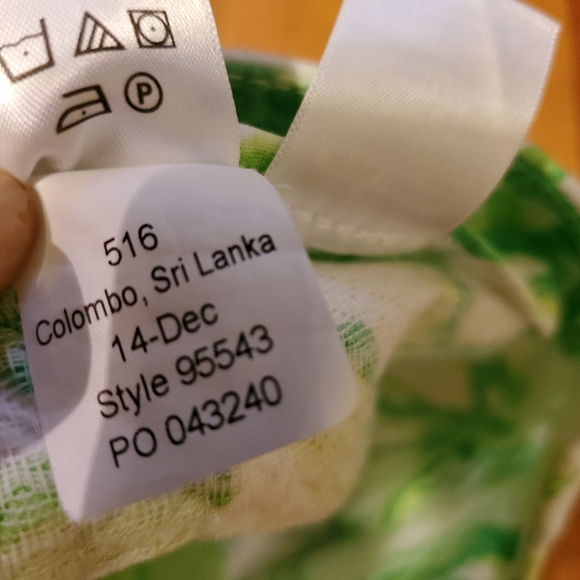 P
516
Colombo, Sri Lanka
14-Dec
Style 95543
PO 043240